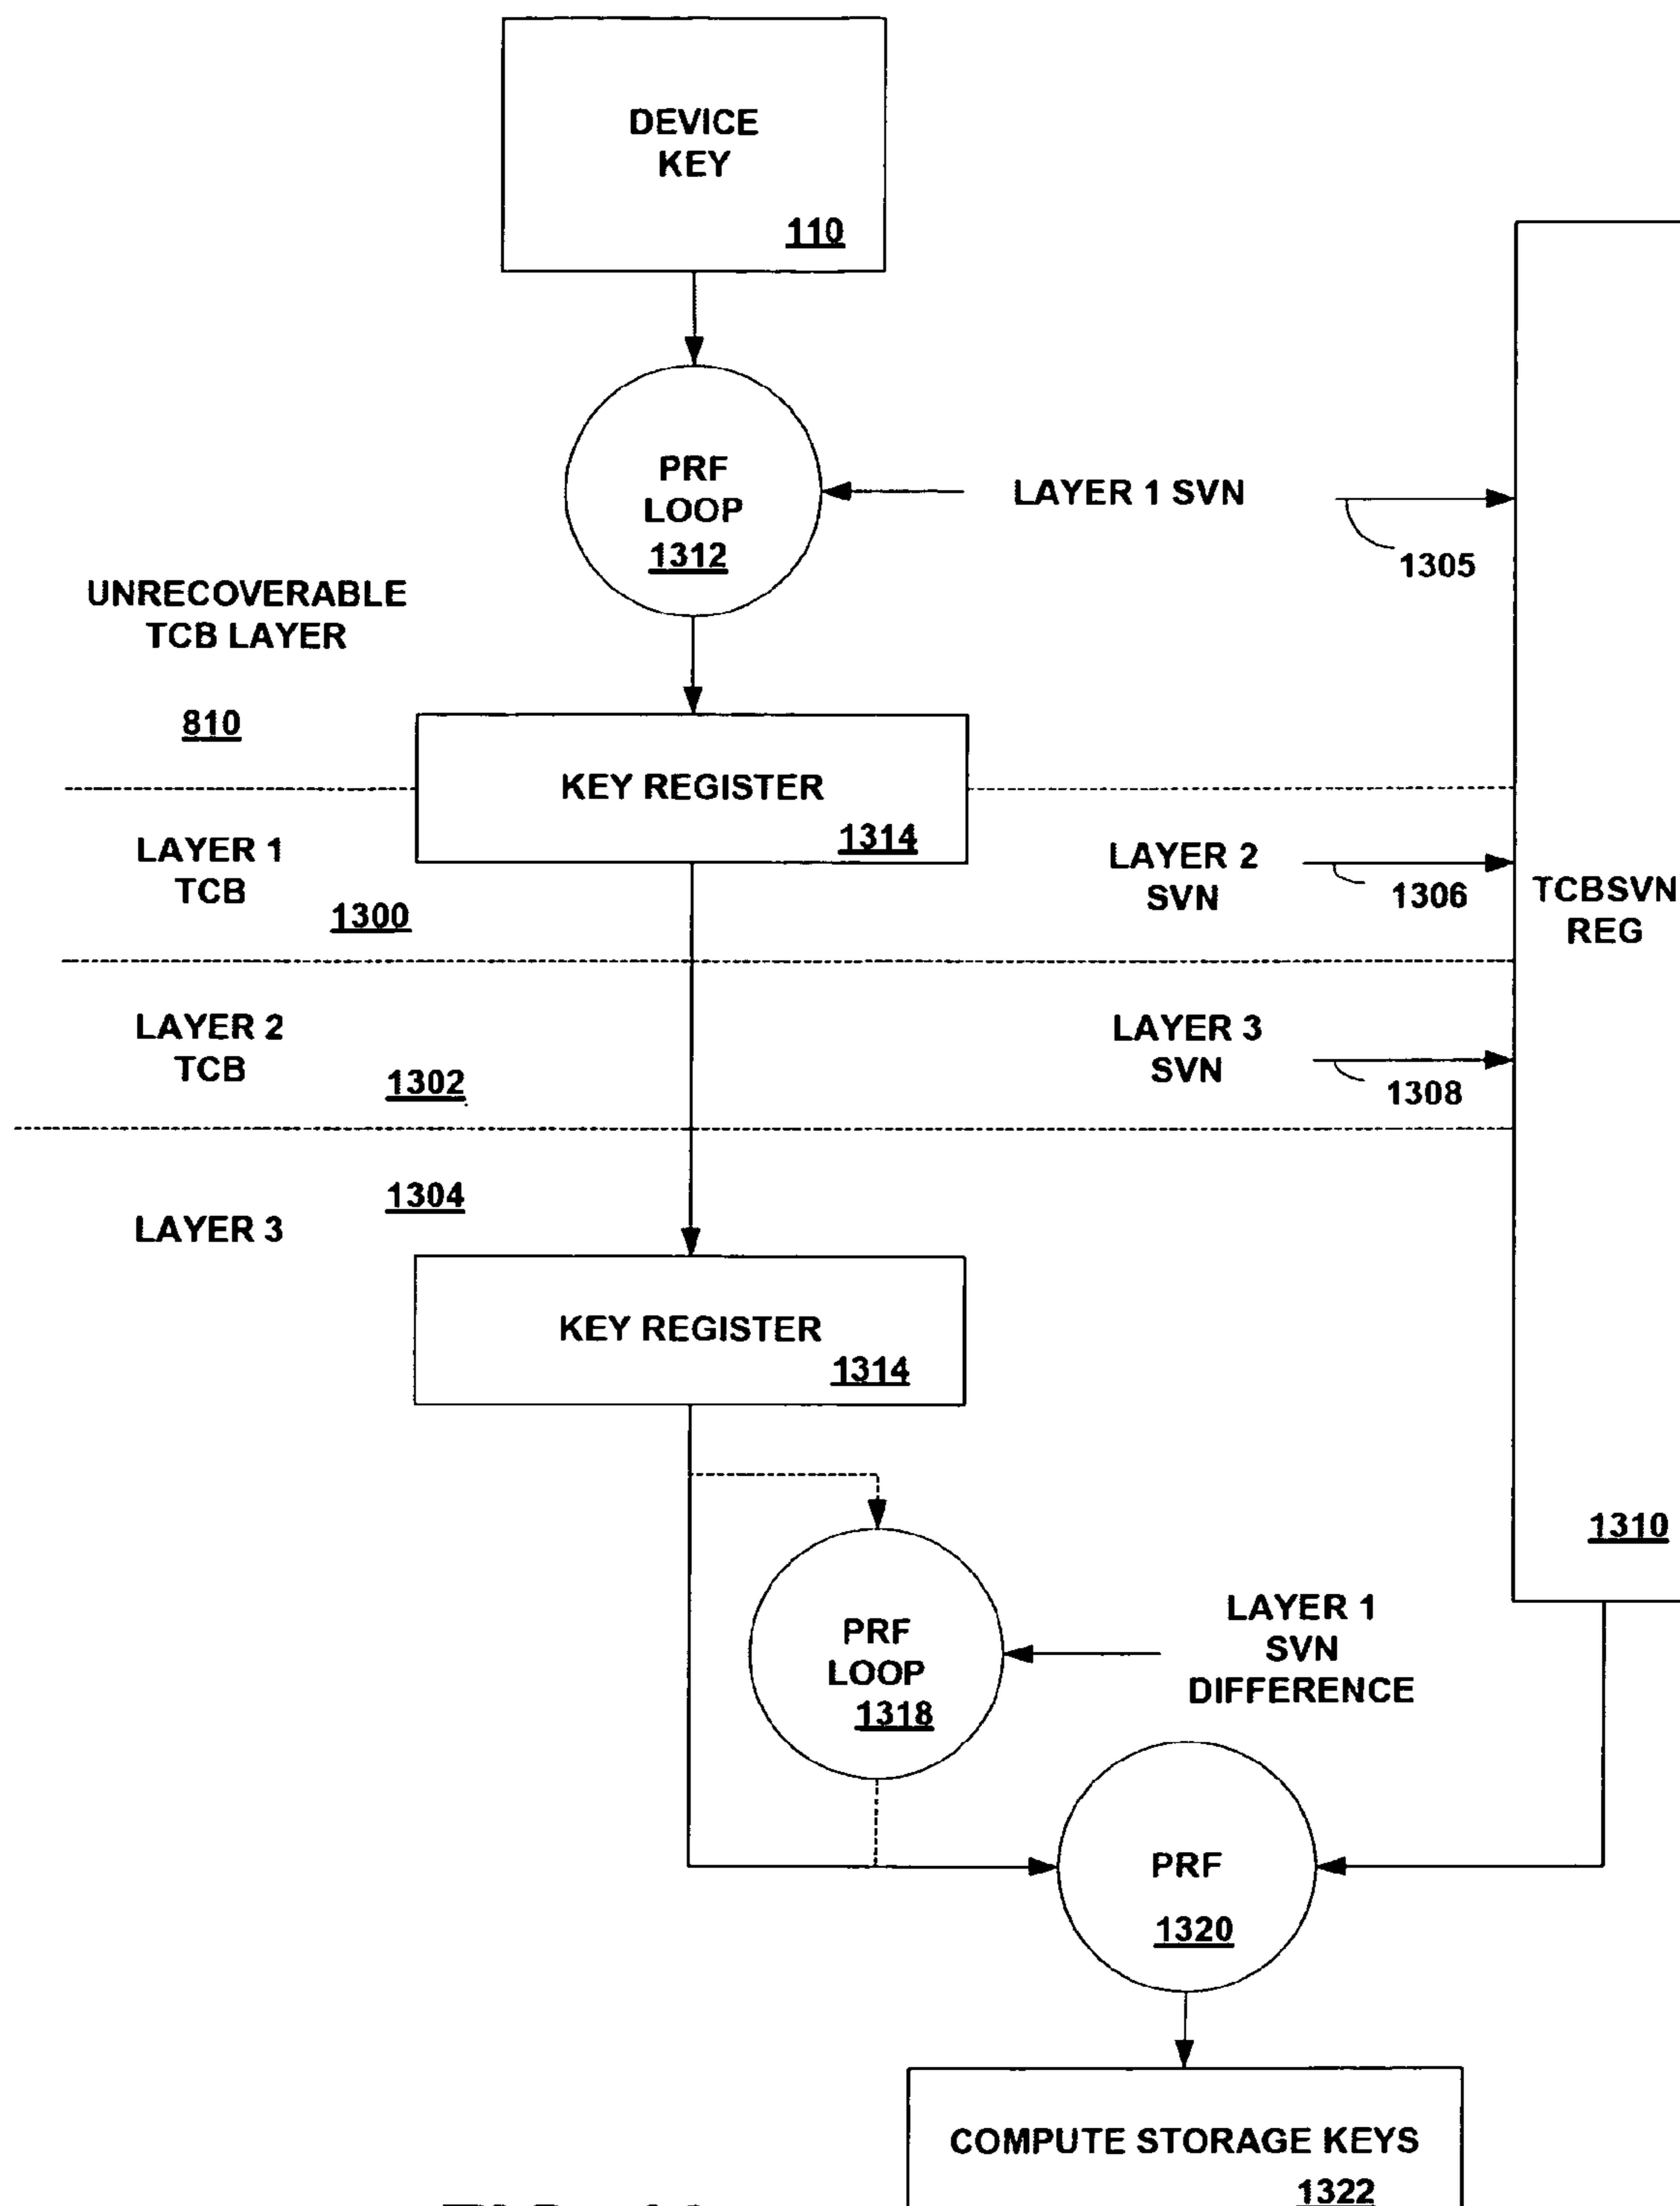 DEVICE
KEY
110
PRF
LOOP
1312
LAYER 1 SVN
1305
UNRECOVERABLE
TCB LAYER
810
KEY REGISTER
1314
LAYER 1
TCB
1300
LAYER 2
SVN
1306
TCBSVN
REG
LAYER 2
TCB
1302
LAYER 3
SVN
1308
1304
LAYER 3
KEY REGISTER
1314
1310
PRF
LOOP
1318
LAYER 1
SVN
DIFFERENCE
PRF
1320
COMPUTE STORAGE KEYS
1322